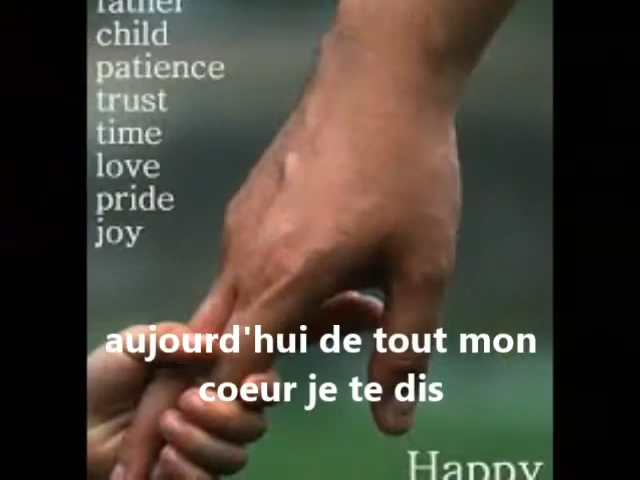 father
child
patience
trust
time
love
pride
joy
aujourd'hui de tout mon
coeur je te dis
Happy